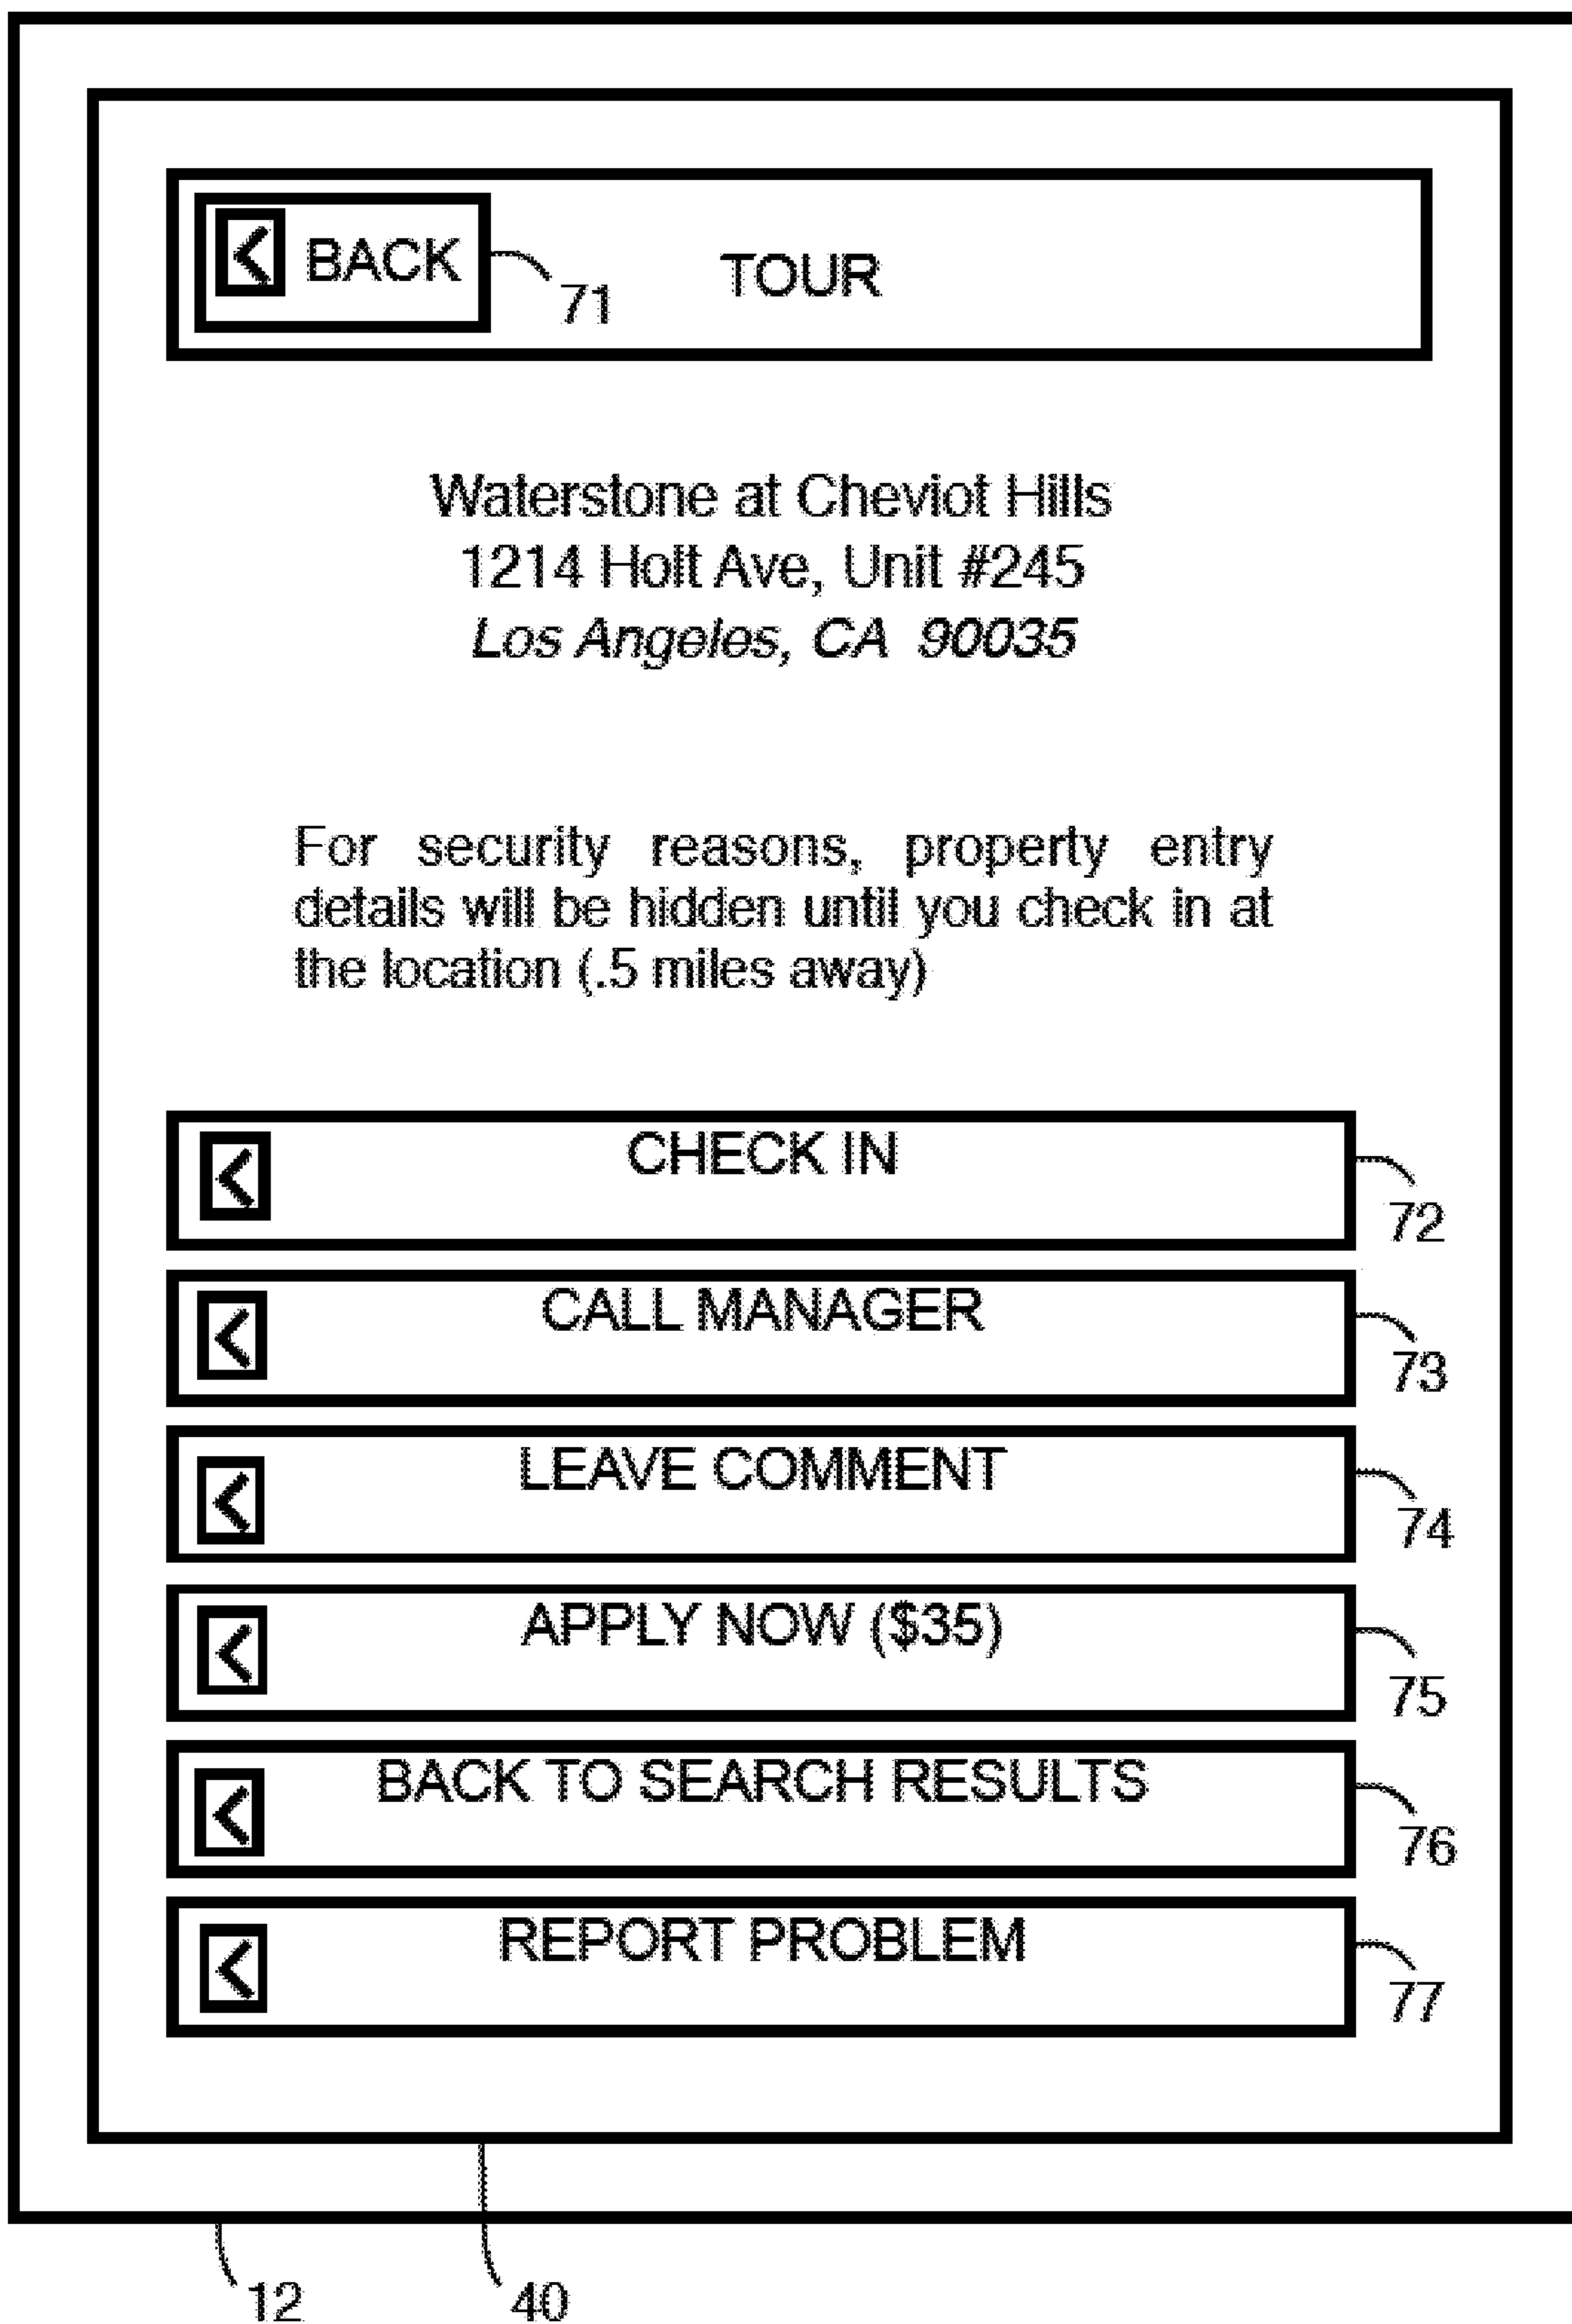 BACK
71
TOUR
Waterstone at Cheviot Hills
1214 Holt Ave, Unit #245
Los Angeles, CA 90035
For security reasons, property entry
details will be hidden until you check in at
the location (.5 miles away)
CHECK IN
72
CALL MANAGER
73
LEAVE COMMENT
74
APPLY NOW ($35)
75
BACK TO SEARCH RESULTS
76
REPORT PROBLEM
77
12
40